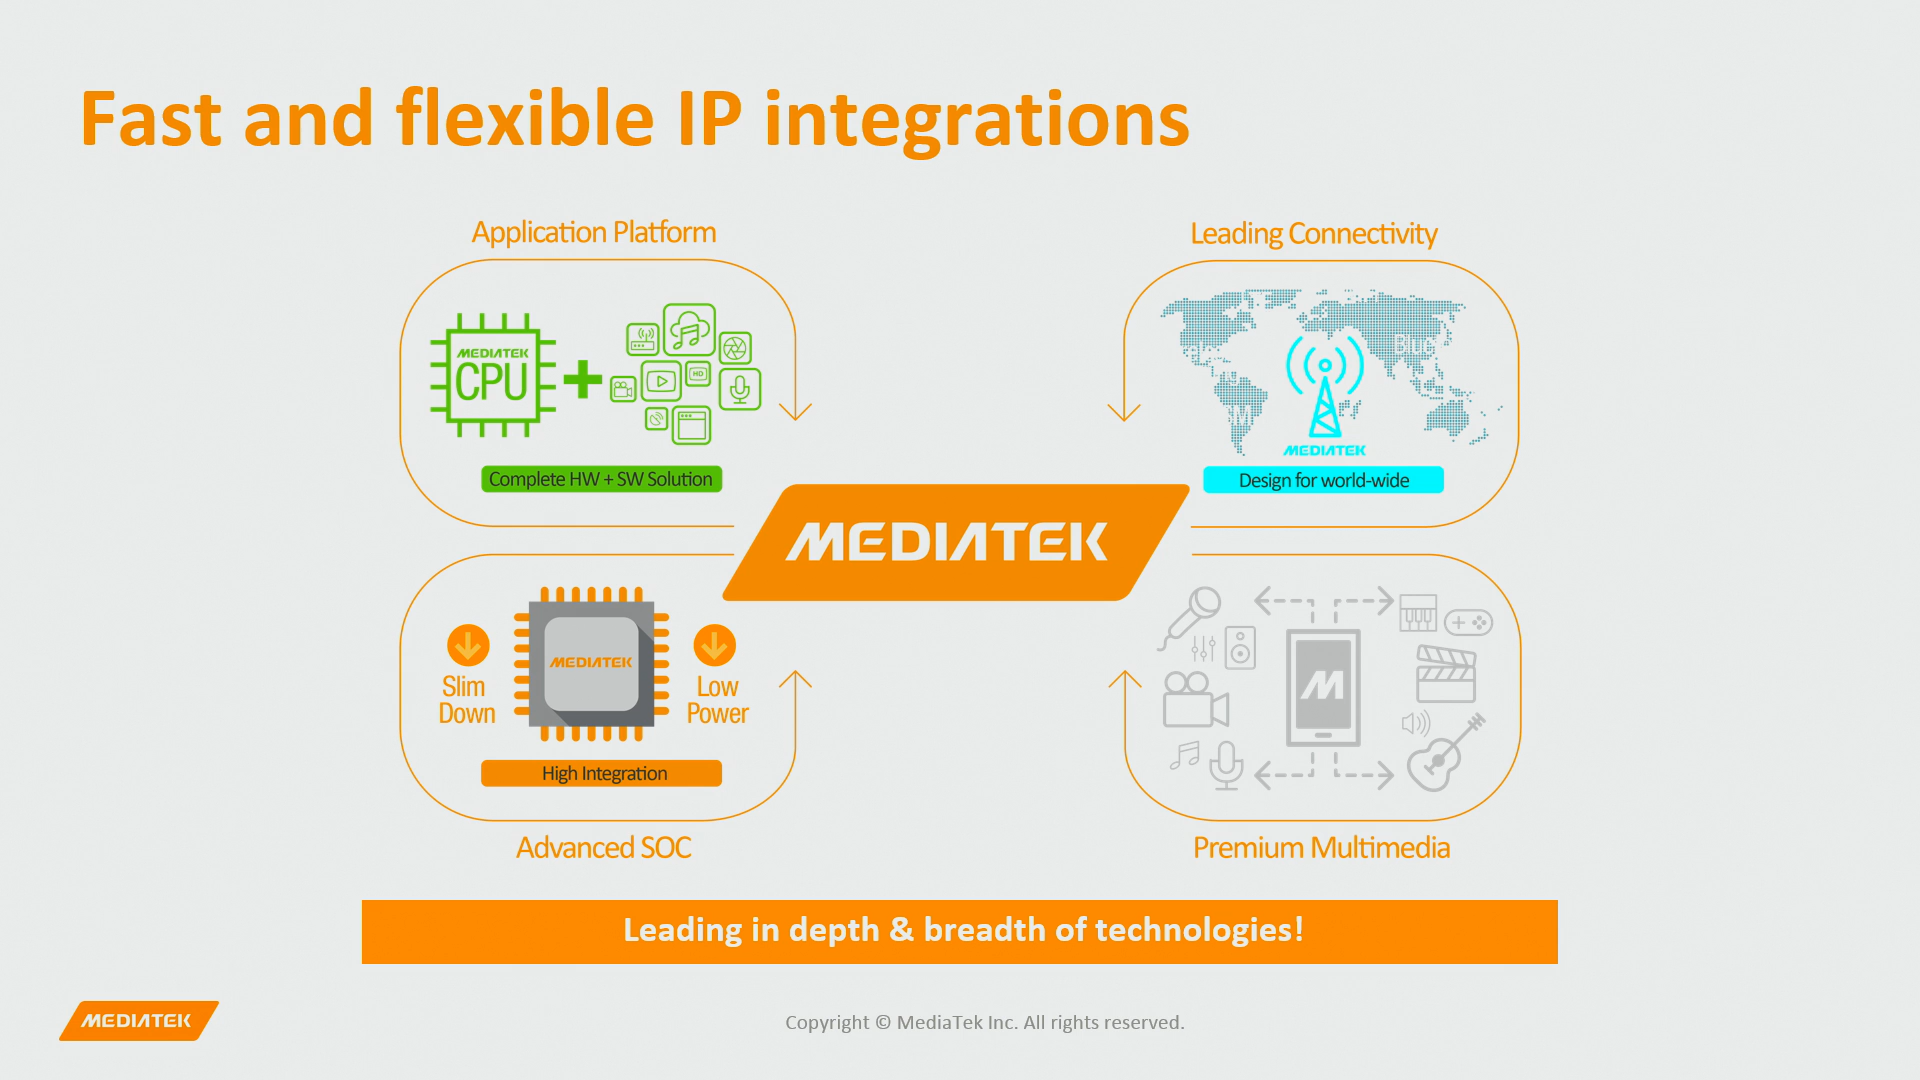 Fast and flexible IP integrations
Application Platform
MEDIATEK
CPU
HD
Complete HW + SW Solution
Leading Connectivity
MEDIATEK
Design for world-wide
MEDIATEK
Slim
Down
MEDIATEK
Low
Power
High Integration
Advanced SOC
M
Premium Multimedia
Leading in depth & breadth of technologies!
MEDIATEK
Copyright © MediaTek Inc. All rights reserved.